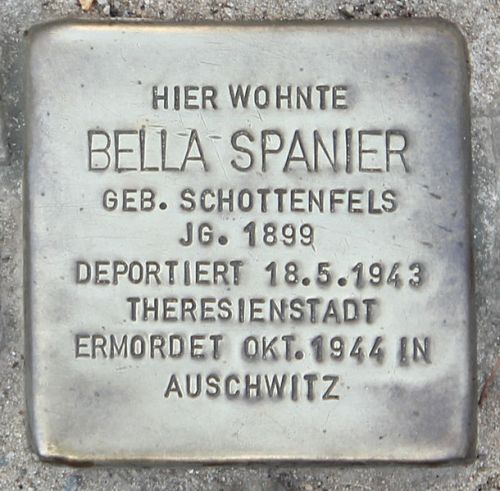 HIER WOHNTE
BELLA SPANIER
GEB. SCHOTTENFELS
JG. 1899
DEPORTIERT 18.5.1943
THERESIENSTADT
ERMORDET OKT. 1944 IN
AUSCHWITZ